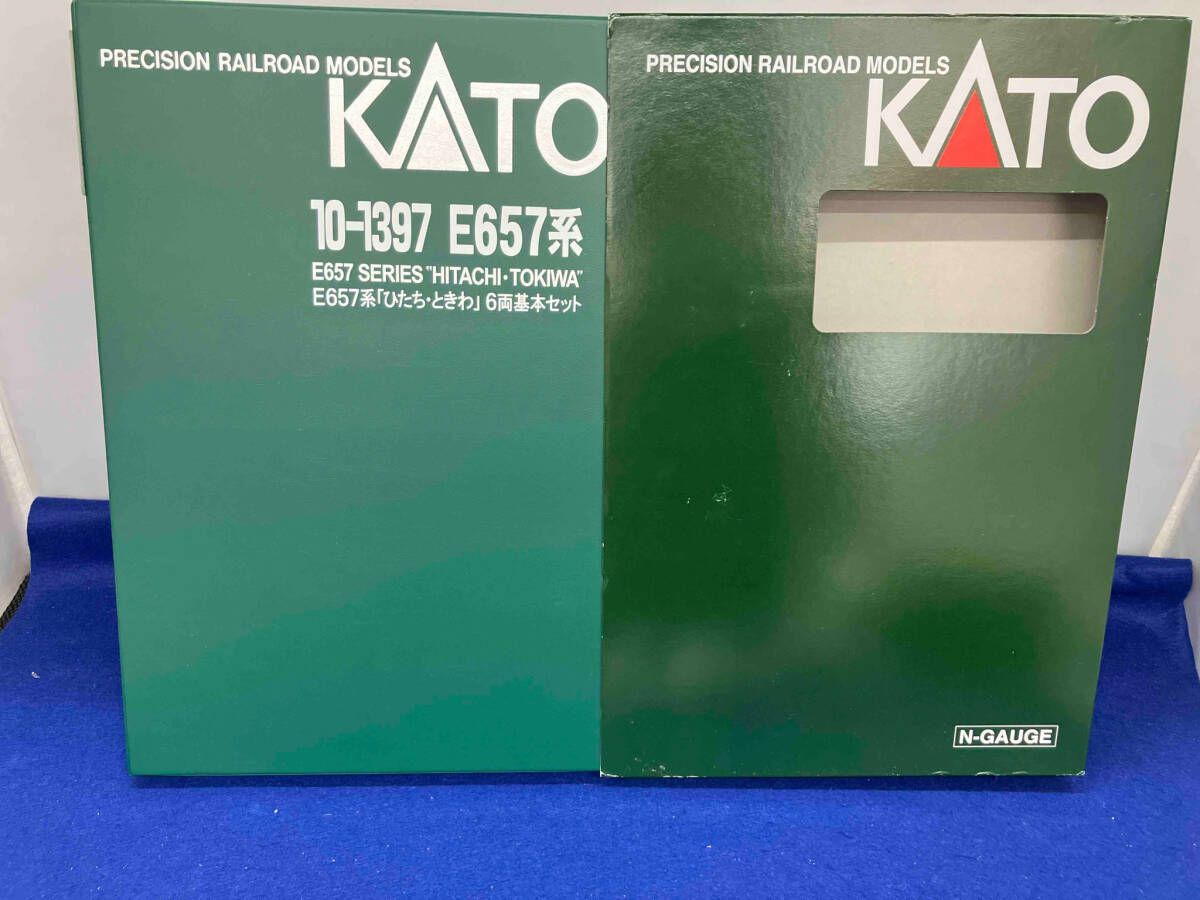 PRECISION RAILROAD MODELS
KATO
10-1397 E657系
E657 SERIES "HITACHI・TOKIWA"
E657系「ひたち・ときわ」 6両基本セット
PRECISION RAILROAD MODELS
KATO
N-GAUGE